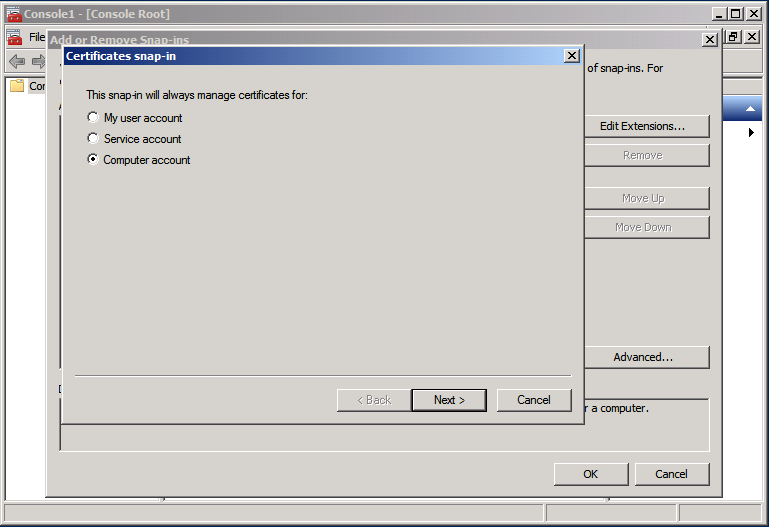 Console1 - [Console Root]
File
Add or Remove Snap-ins
Certificates snap-in
of snap-ins. For
This snap-in will always manage certificates for:
My user account
Service account
Computer account
Edit Extensions...
Remove
Move Up
Move Down
Advanced...
< Back
Next >
Cancel
r a computer.
OK
Cancel